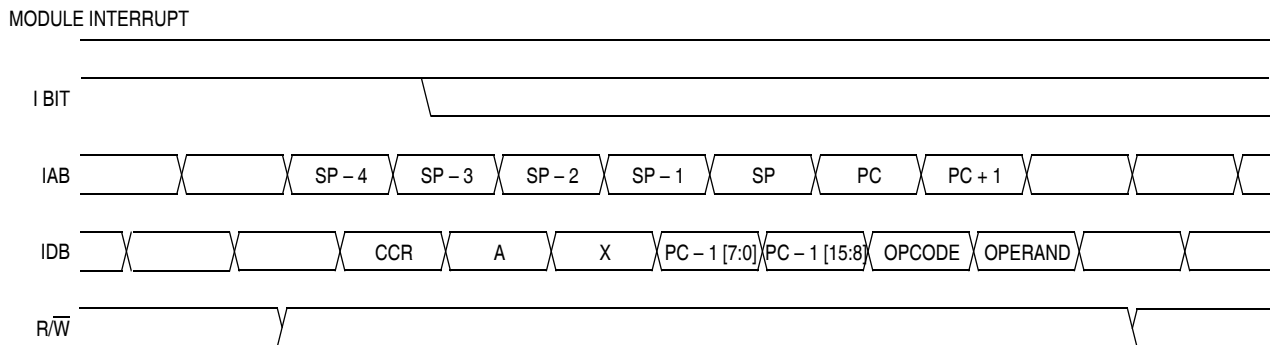 MODULE INTERRUPT
I BIT
IAB SP – 4 SP – 3 SP – 2 SP – 1 SP PC PC + 1
IDB CCR A X PC – 1 [7:0] PC – 1 [15:8] OPCODE OPERAND
R/W̅